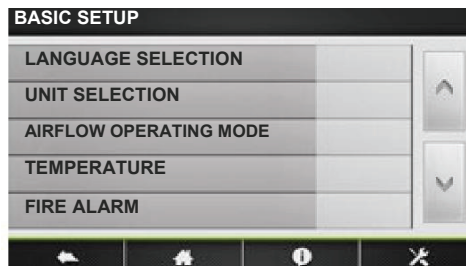 BASIC SETUP
LANGUAGE SELECTION
UNIT SELECTION
AIRFLOW OPERATING MODE
TEMPERATURE
FIRE ALARM